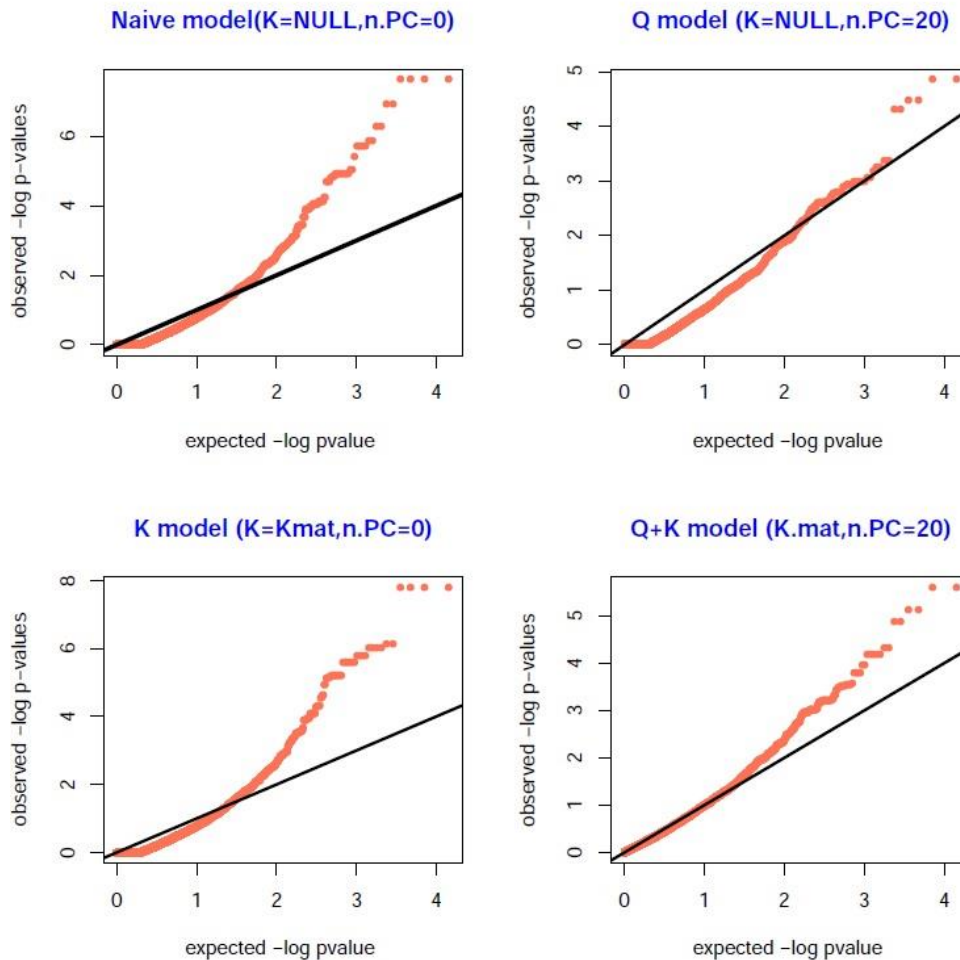 Naive model(K=NULL,n.PC=0)
observed −log p−values
0 2 4 6
0 1 2 3 4
expected −log pvalue
Q model (K=NULL,n.PC=20)
observed −log p−values
0 1 2 3 4 5
0 1 2 3 4
expected −log pvalue
K model (K=Kmat,n.PC=0)
observed −log p−values
0 2 4 6 8
0 1 2 3 4
expected −log pvalue
Q+K model (K.mat,n.PC=20)
observed −log p−values
0 1 2 3 4 5
0 1 2 3 4
expected −log pvalue